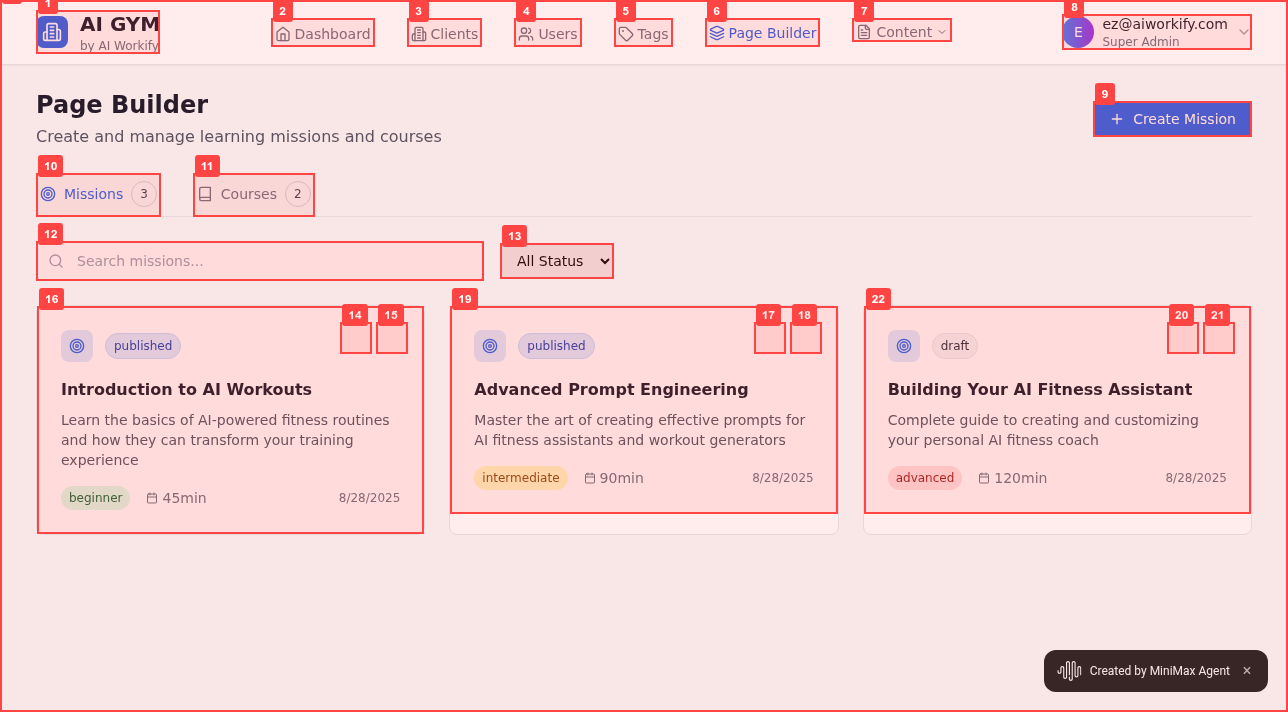 1
AI GYM
by AI Workify
2
Dashboard
3
Clients
4
Users
5
Tags
6
Page Builder
7
Content
8
E
ez@aiworkify.com
Super Admin
Page Builder
Create and manage learning missions and courses
9
Create Mission
10
Missions 3
11
Courses 2
12
Search missions...
13
All Status
16
14
15
published
Introduction to AI Workouts
Learn the basics of AI-powered fitness routines
and how they can transform your training
experience
beginner
45min
8/28/2025
19
17
18
published
Advanced Prompt Engineering
Master the art of creating effective prompts for
AI fitness assistants and workout generators
intermediate
90min
8/28/2025
22
20
21
draft
Building Your AI Fitness Assistant
Complete guide to creating and customizing
your personal AI fitness coach
advanced
120min
8/28/2025
Created by MiniMax Agent ×